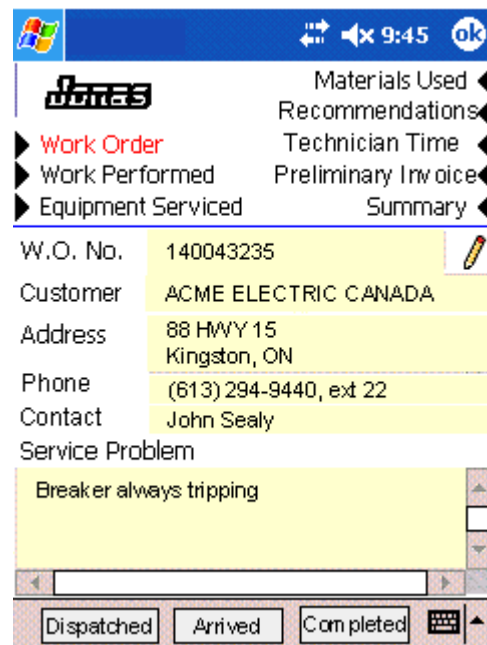 9:45 ok
Jonas
Materials Used
Recommendations
Work Order Technician Time
Work Performed Preliminary Invoice
Equipment Serviced Summary
W.O. No. 140043235
Customer ACME ELECTRIC CANADA
Address 88 HWY 15
Kingston, ON
Phone (613) 294-9440, ext 22
Contact John Sealy
Service Problem
Breaker always tripping
Dispatched Arrived Completed